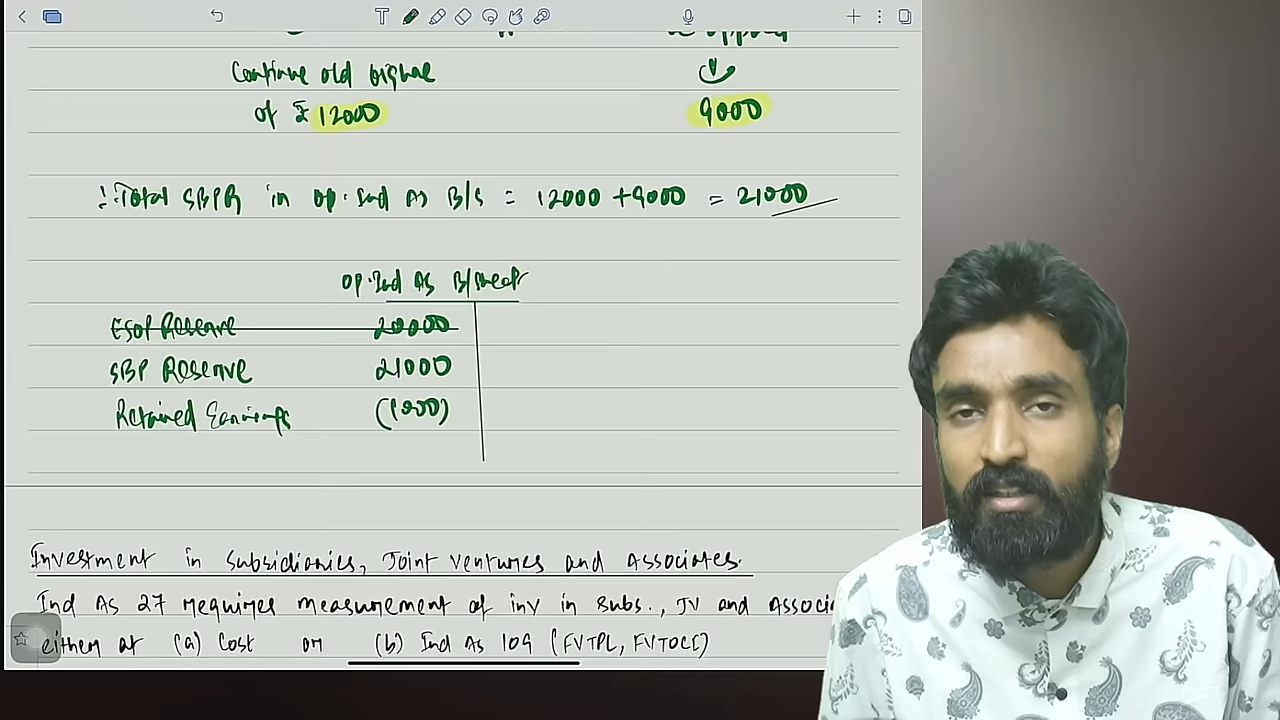 Continue old
of ₹ 12000
9000
∴ Total SBPR in op. Ind AS B/S = 12000 + 9000 = 21000
op. Ind AS B/Sheet
ESOP Reserve 20000
SBP Reserve 21000
Retained Earnings (1000)
Investment in Subsidiaries, Joint ventures and Associates.
Ind AS 27 requires measurement of inv in subs., JV and Associa
either at (a) Cost or (b) Ind AS 109 (FVTPL, FVTOCI)